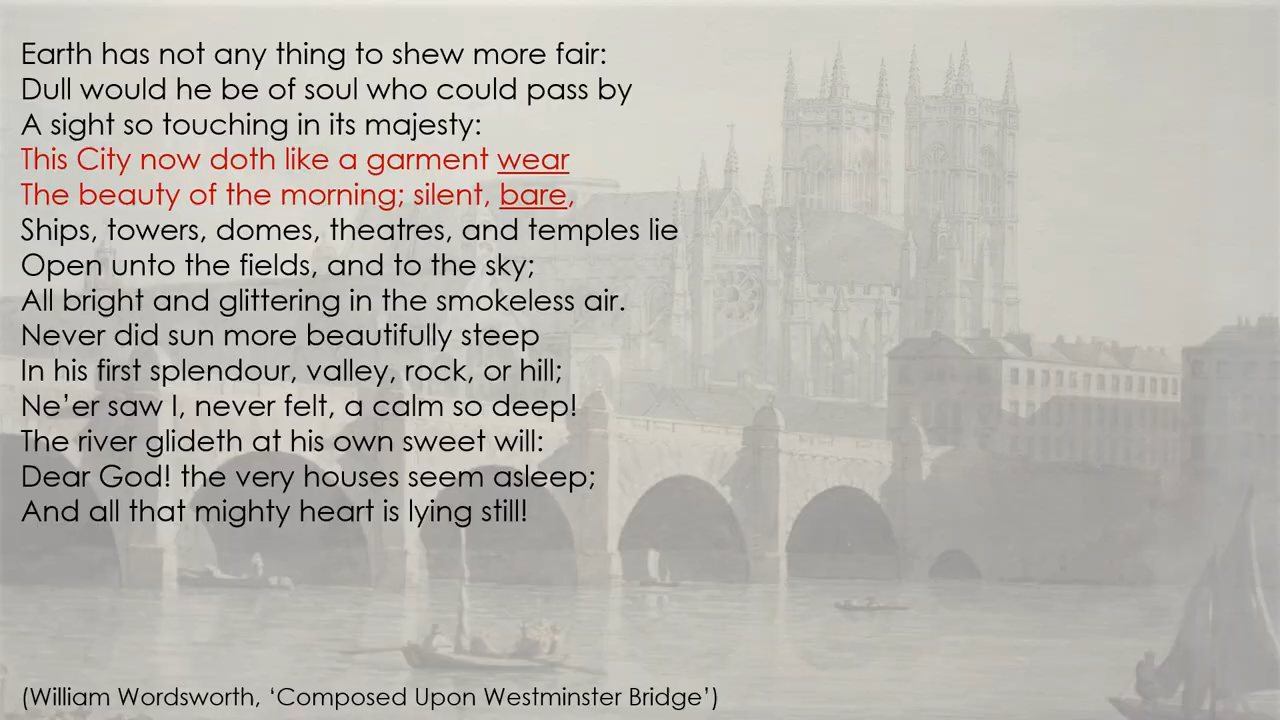 Earth has not any thing to shew more fair:
Dull would he be of soul who could pass by
A sight so touching in its majesty:
This City now doth like a garment wear
The beauty of the morning; silent, bare,
Ships, towers, domes, theatres, and temples lie
Open unto the fields, and to the sky;
All bright and glittering in the smokeless air.
Never did sun more beautifully steep
In his first splendour, valley, rock, or hill;
Ne’er saw I, never felt, a calm so deep!
The river glideth at his own sweet will:
Dear God! the very houses seem asleep;
And all that mighty heart is lying still!
(William Wordsworth, ‘Composed Upon Westminster Bridge’)